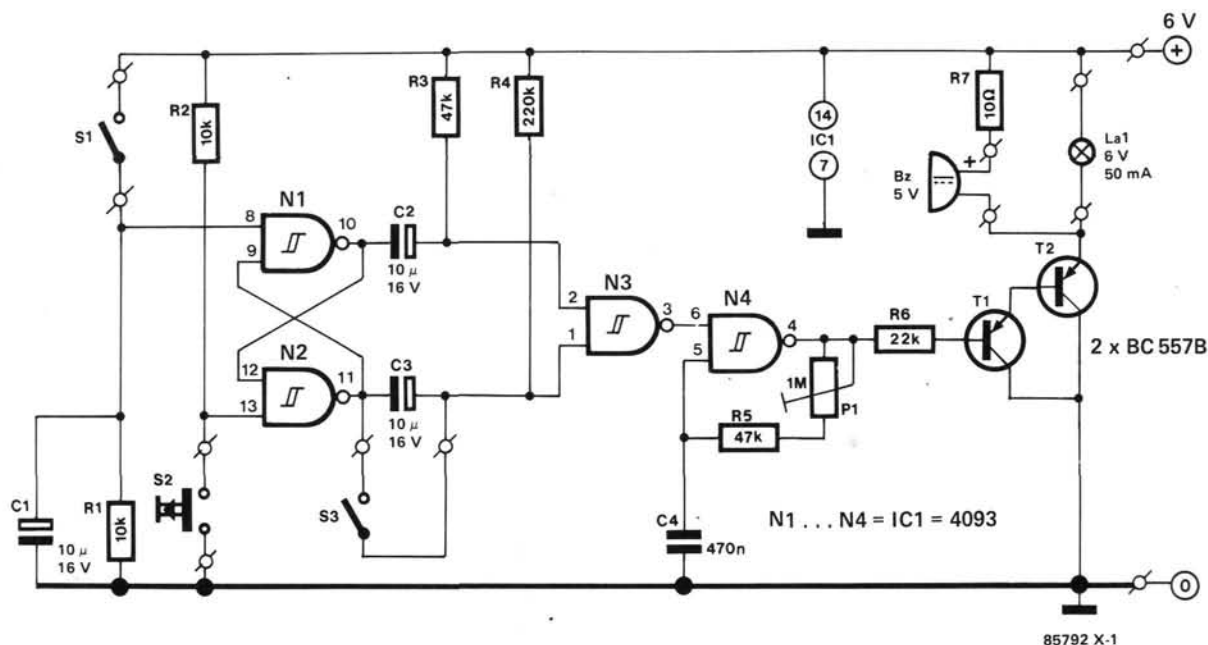 6 V
+
R3
47k
R4
220k
R7
10Ω
R2
10k
S1
14
IC1
7
Bz
5 V
+
La1
6 V
50 mA
N1
8
9
10
C2
10 µ
16 V
T2
N3
2
1
3
N4
6
5
4
R6
22k
T1
2 x BC 557B
N2
12
13
11
C3
10 µ
16 V
1M
P1
R5
47k
S2
S3
C1
10 µ
16 V
R1
10k
C4
470n
N1 . . . N4 = IC1 = 4093
0
85792 X-1